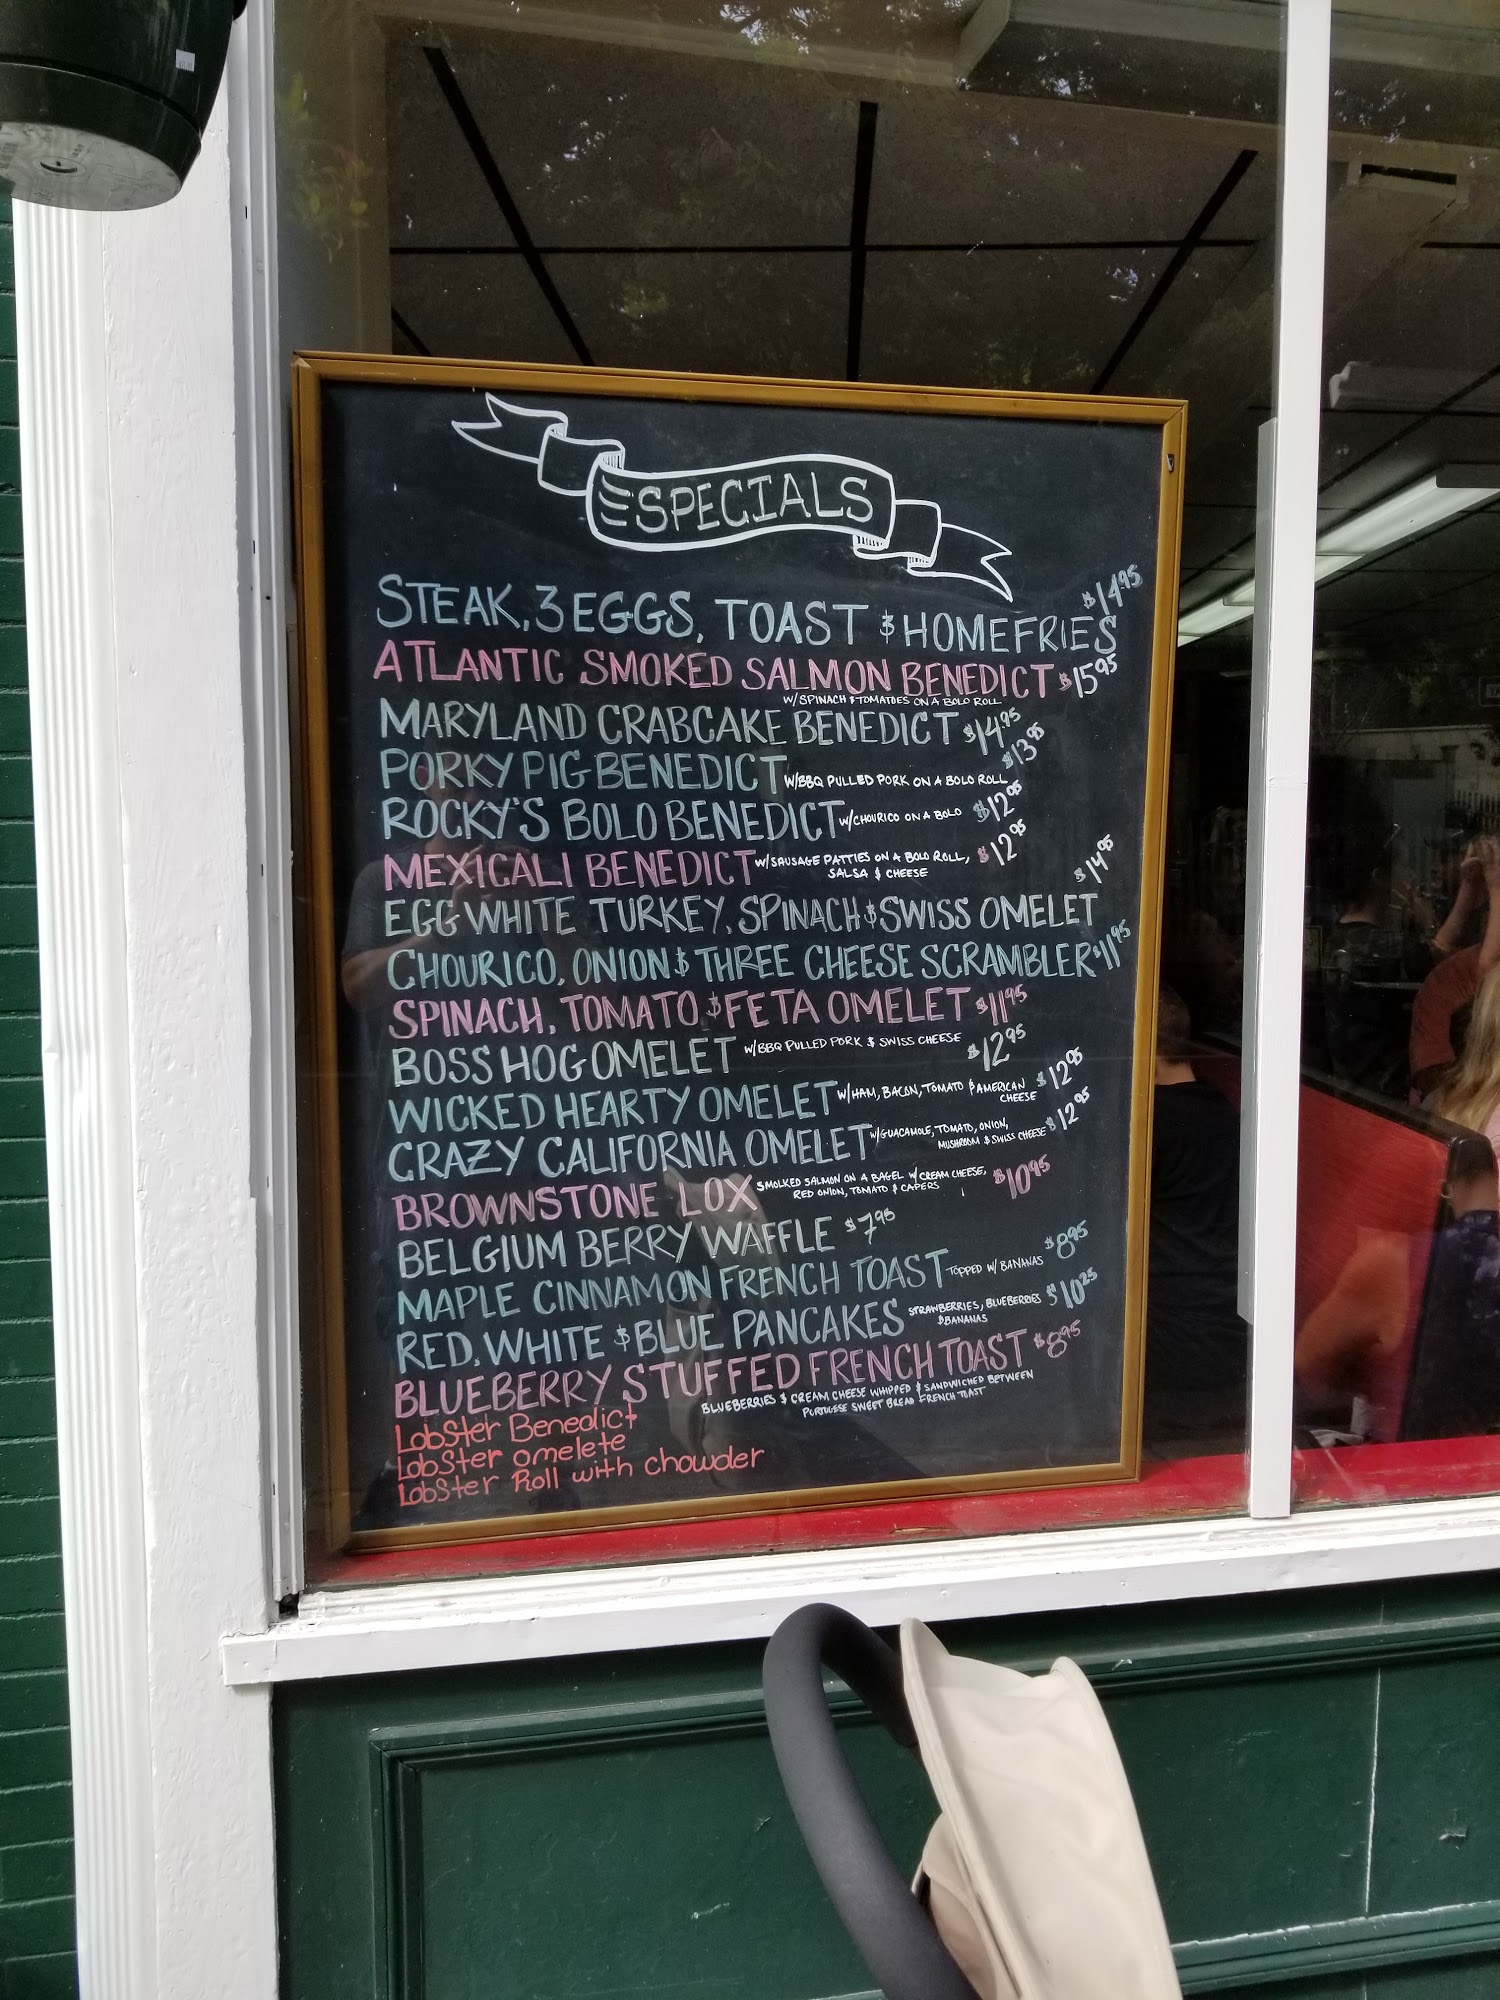 SPECIALS
STEAK, 3 EGGS, TOAST & HOMEFRIES $14.95
ATLANTIC SMOKED SALMON BENEDICT $15.95
W/SPINACH & TOMATOES ON A BOLO ROLL
MARYLAND CRABCAKE BENEDICT $14.95
PORKY PIG BENEDICT W/BBQ PULLED PORK ON A BOLO ROLL $13.95
ROCKY'S BOLO BENEDICT W/CHOURICO ON A BOLO $12.95
MEXICALI BENEDICT W/SAUSAGE PATTIES ON A BOLO ROLL, $12.95
SALSA & CHEESE
EGG WHITE TURKEY, SPINACH & SWISS OMELET $14.95
CHOURICO, ONION & THREE CHEESE SCRAMBLER $11.95
SPINACH, TOMATO & FETA OMELET $11.95
BOSS HOG OMELET W/BBQ PULLED PORK & SWISS CHEESE $12.95
WICKED HEARTY OMELET W/HAM, BACON, TOMATO & AMERICAN $12.95
CHEESE
CRAZY CALIFORNIA OMELET W/GUACAMOLE, TOMATO, ONION, $12.95
MUSHROOM & SWISS CHEESE
BROWNSTONE LOX SMOLKED SALMON ON A BAGEL W/CREAM CHEESE, $10.95
RED ONION, TOMATO & CAPERS
BELGIUM BERRY WAFFLE $7.95
MAPLE CINNAMON FRENCH TOAST TOPPED W/ BANANAS $8.95
RED, WHITE & BLUE PANCAKES STRAWBERRIES, BLUEBERRIES $10.25
& BANANAS
BLUEBERRY STUFFED FRENCH TOAST $8.95
BLUEBERRIES & CREAM CHEESE WHIPPED & SANDWICHED BETWEEN
PORTUGESE SWEET BREAD FRENCH TOAST
Lobster Benedict
Lobster omelete
Lobster Roll with chowder